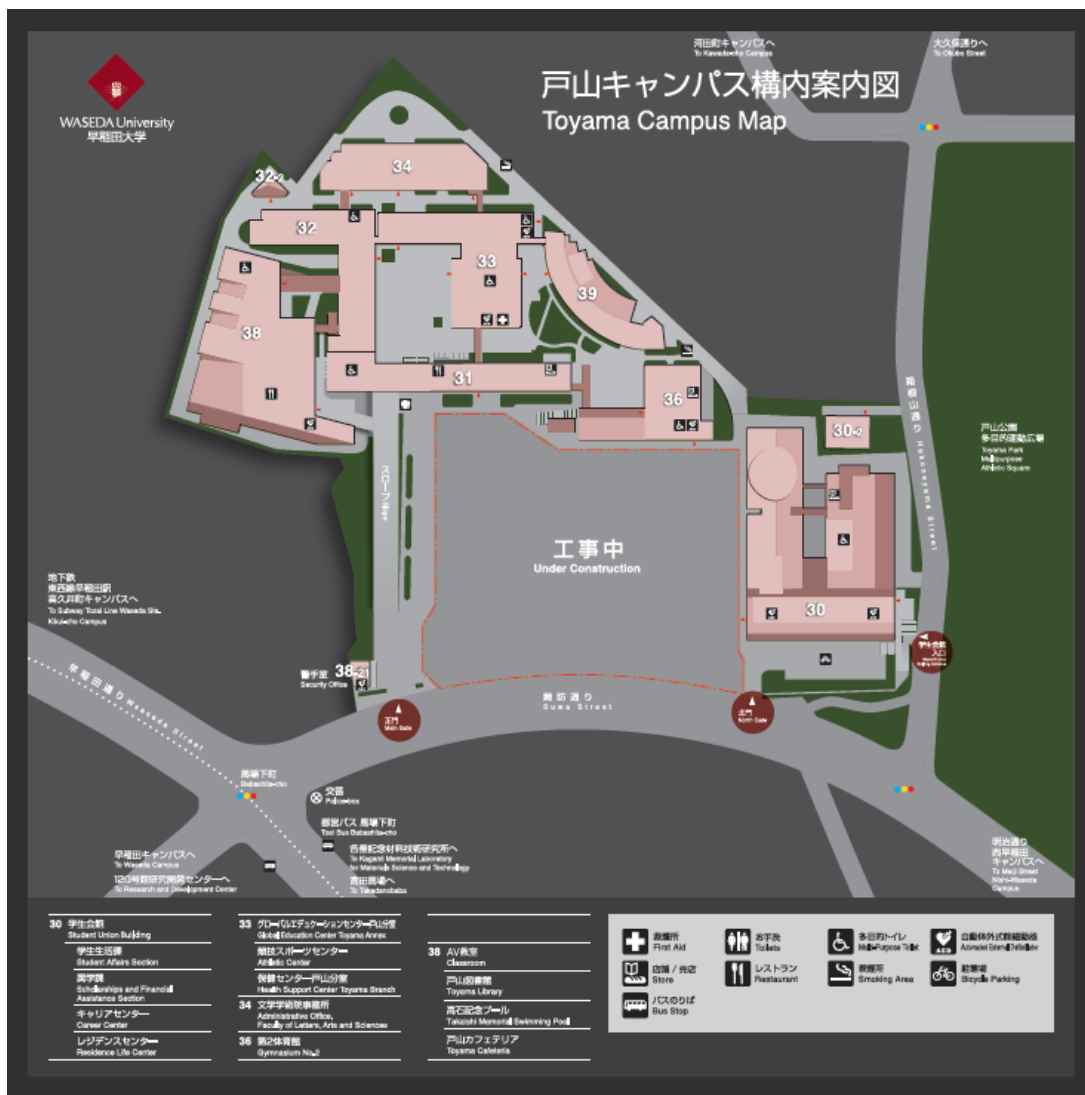 河田町キャンパスへ
To Kawada-cho Campus
大久保通りへ
To Okubo Street
戸山キャンパス構内案内図
Toyama Campus Map
WASEDA University
早稲田大学
34
32-2
32
33
39
38
31
36
30-2
箱根山通り Hakoneyama Street
戸山公園
多目的運動広場
Toyama Park
Multipurpose
Athletic Square
スロープ
工事中
Under Construction
地下鉄
東西線早稲田駅
喜久井町キャンパスへ
To Subway Tozai Line Waseda Sta.
Kikui-cho Campus
30
学生会館
入口
警手室
Security Office
38-21
早稲田通り Waseda Street
諏訪通り
Suwa Street
正門
Main Gate
北門
North Gate
馬場下町
Babashita-cho
交番
Police-box
都営バス 馬場下町
Toei Bus Babashita-cho
各務記念材料技術研究所へ
To Kagami Memorial Laboratory
for Materials Science and Technology
高田馬場へ
To Takadanobaba
早稲田キャンパスへ
To Waseda Campus
120号館研究開発センターへ
To Research and Development Center
明治通り
西早稲田
キャンパスへ
To Meiji Street
Nishi-Waseda
Campus
30 学生会館
Student Union Building
学生生活課
Student Affairs Section
奨学課
Scholarships and Financial
Assistance Section
キャリアセンター
Career Center
レジデンスセンター
Residence Life Center
33 グローバルエデュケーションセンター戸山分室
Global Education Center Toyama Annex
競技スポーツセンター
Athletic Center
保健センター戸山分室
Health Support Center Toyama Branch
34 文学学術院事務所
Administrative Office,
Faculty of Letters, Arts and Sciences
36 第2体育館
Gymnasium No.2
38 AV教室
Classroom
戸山図書館
Toyama Library
高石記念プール
Takaishi Memorial Swimming Pool
戸山カフェテリア
Toyama Cafeteria
救護所
First Aid
お手洗
Toilets
多目的トイレ
Multi-Purpose Toilet
AED
自動体外式除細動器
Automated External Defibrillator
店舗 / 売店
Store
レストラン
Restaurant
喫煙所
Smoking Area
駐輪場
Bicycle Parking
バスのりば
Bus Stop